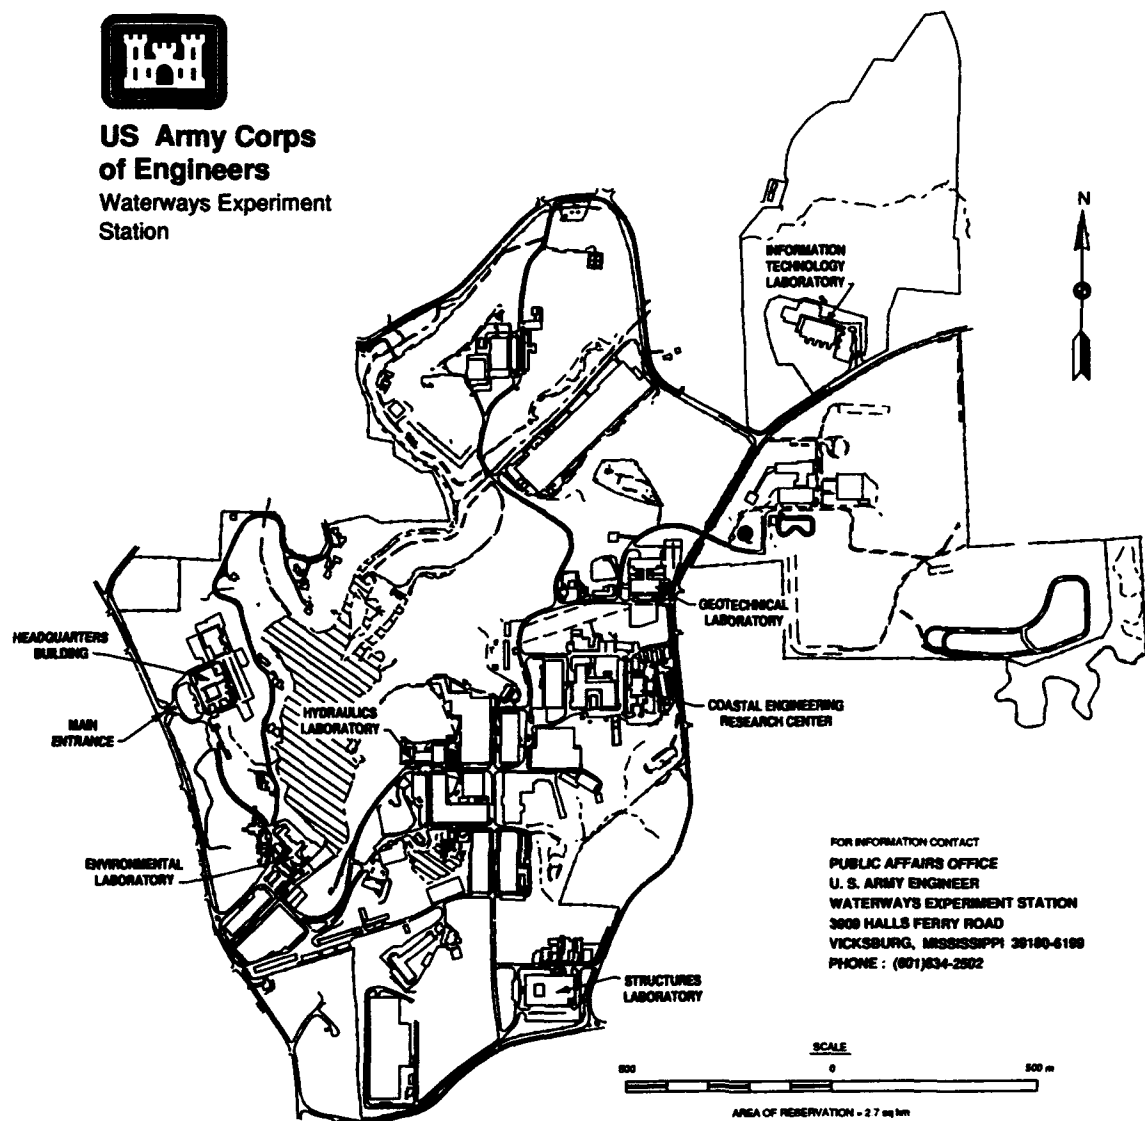 US Army Corps
of Engineers
Waterways Experiment
Station
N
INFORMATION
TECHNOLOGY
LABORATORY
GEOTECHNICAL
LABORATORY
HEADQUARTERS
BUILDING
MAIN
ENTRANCE
HYDRAULICS
LABORATORY
COASTAL ENGINEERING
RESEARCH CENTER
ENVIRONMENTAL
LABORATORY
STRUCTURES
LABORATORY
FOR INFORMATION CONTACT
PUBLIC AFFAIRS OFFICE
U. S. ARMY ENGINEER
WATERWAYS EXPERIMENT STATION
3909 HALLS FERRY ROAD
VICKSBURG, MISSISSIPPI 39180-6199
PHONE : (601)634-2502
SCALE
500 0 500 m
AREA OF RESERVATION - 2.7 sq km